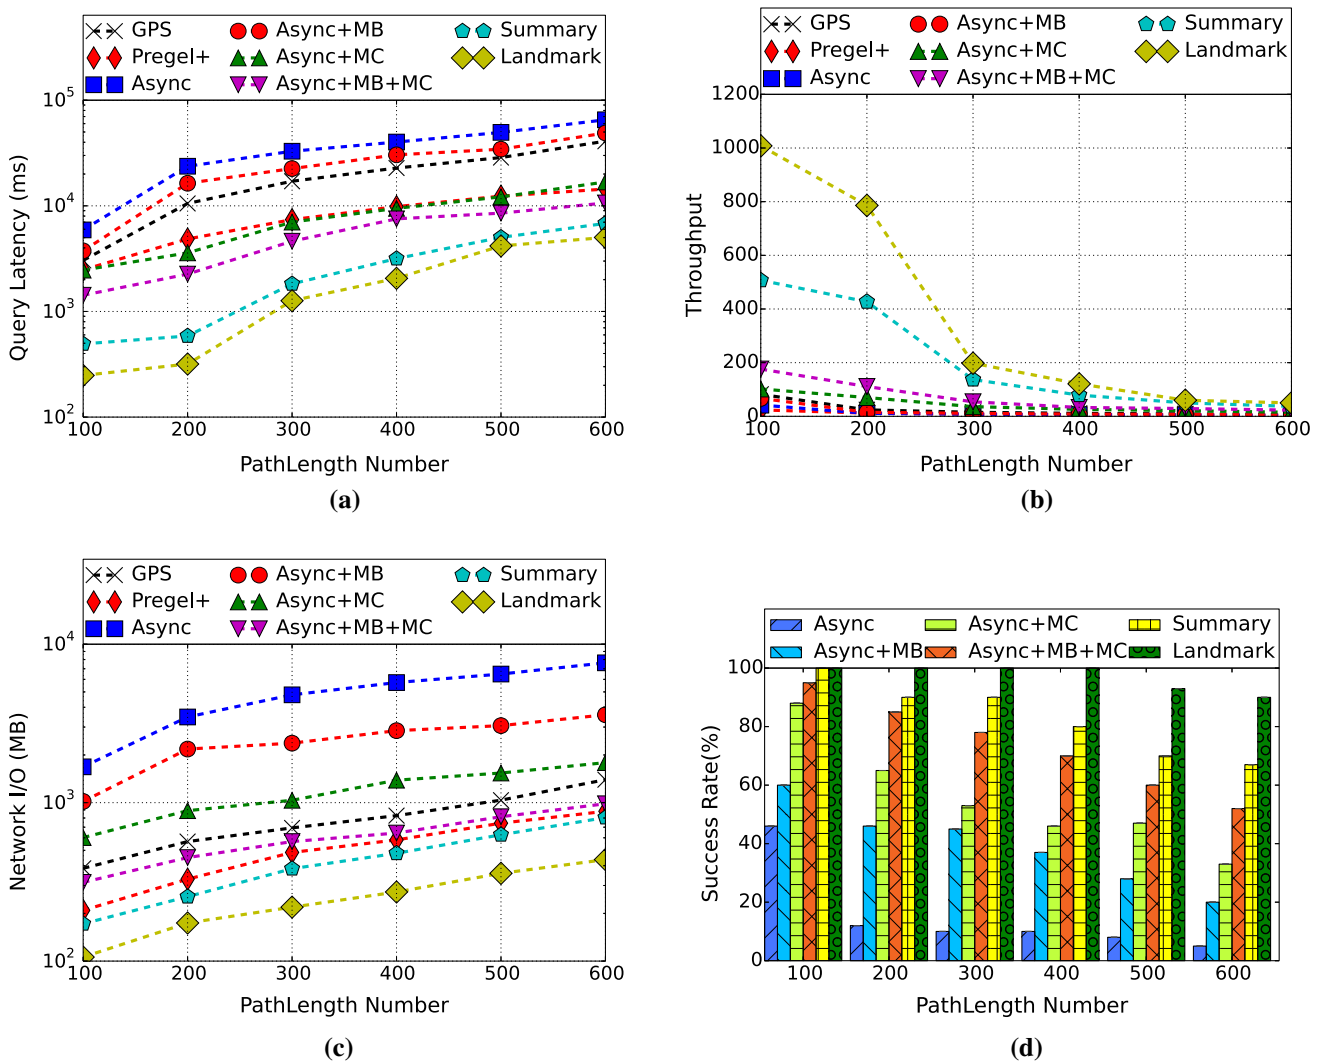 GPS Async+MB Summary
Pregel+ Async+MC Landmark
Async Async+MB+MC
10^5
10^4
10^3
10^2
Query Latency (ms)
100 200 300 400 500 600
PathLength Number
(a)
GPS Async+MB Summary
Pregel+ Async+MC Landmark
Async Async+MB+MC
1200
1000
800
600
400
200
0
Throughput
100 200 300 400 500 600
PathLength Number
(b)
GPS Async+MB Summary
Pregel+ Async+MC Landmark
Async Async+MB+MC
10^4
10^3
10^2
Network I/O (MB)
100 200 300 400 500 600
PathLength Number
(c)
Async Async+MC Summary
Async+MB Async+MB+MC Landmark
100
80
60
40
20
0
Success Rate(%)
100 200 300 400 500 600
PathLength Number
(d)